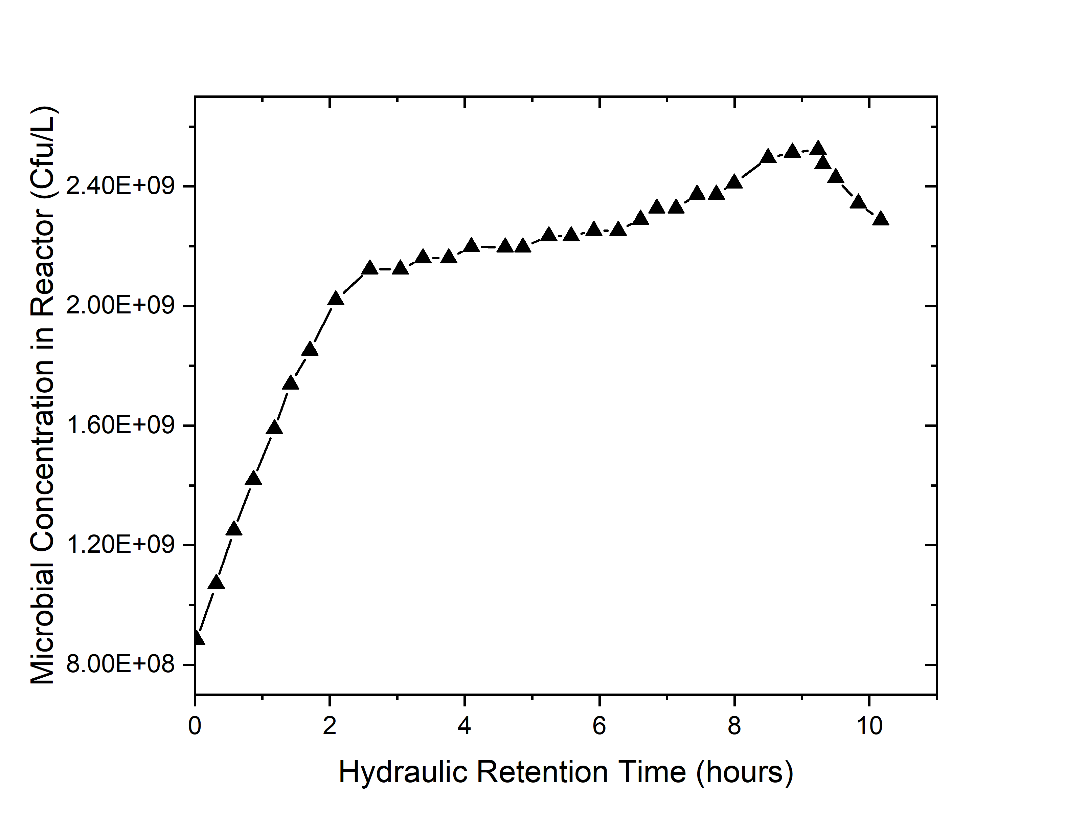 Microbial Concentration in Reactor (Cfu/L)
2.40E+09
2.00E+09
1.60E+09
1.20E+09
8.00E+08
0 2 4 6 8 10
Hydraulic Retention Time (hours)